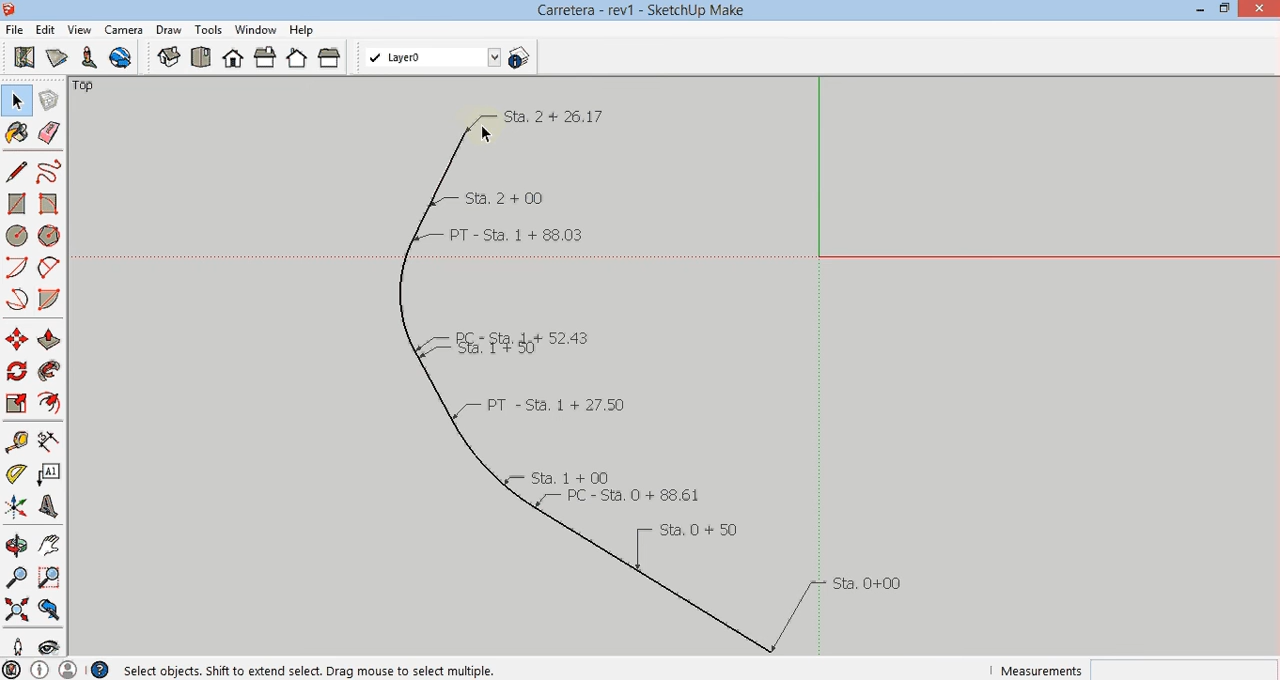 Carretera - rev1 - SketchUp Make
File Edit View Camera Draw Tools Window Help
Layer0
Top
Sta. 2 + 26.17
Sta. 2 + 00
PT - Sta. 1 + 88.03
PC - Sta. 1 + 52.43
Sta. 1 + 50
PT - Sta. 1 + 27.50
Sta. 1 + 00
PC - Sta. 0 + 88.61
Sta. 0 + 50
Sta. 0+00
A1
Select objects. Shift to extend select. Drag mouse to select multiple.
Measurements